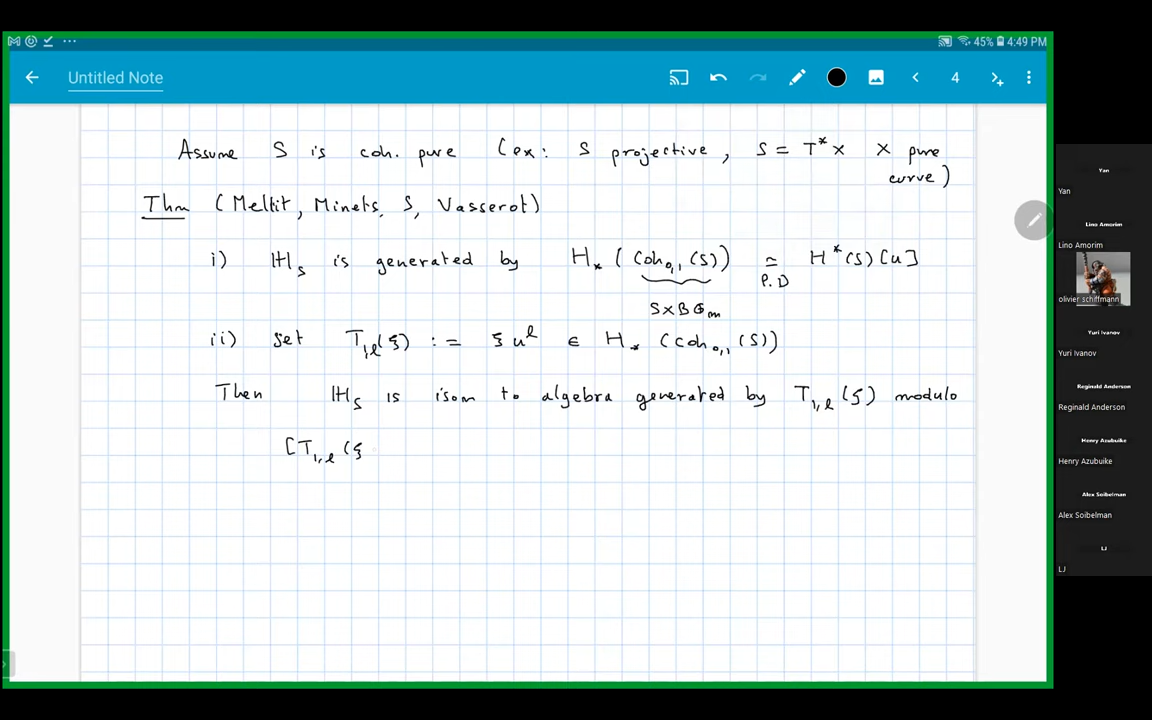 45% 4:49 PM
Untitled Note
4
Assume S is coh. pure (ex: S projective, S = T*X X pure
curve)
Thm (Mellit, Minets, S, Vasserot)
i) ℍ_S is generated by H_* (Coh_{0,1}(S)) ≃ H^*(S)[u]
P.D
S×BG_m
ii) Set T_{1,l}(ξ) := ξu^l ∈ H_* (Coh_{0,1}(S))
Then ℍ_S is isom to algebra generated by T_{1,l}(ξ) modulo
[T_{1,l}(ξ
Yan
Yan
Lino Amorim
Lino Amorim
olivier schiffmann
Yuri Ivanov
Yuri Ivanov
Reginald Anderson
Reginald Anderson
Henry Azubuike
Henry Azubuike
Alex Soibelman
Alex Soibelman
LJ
LJ